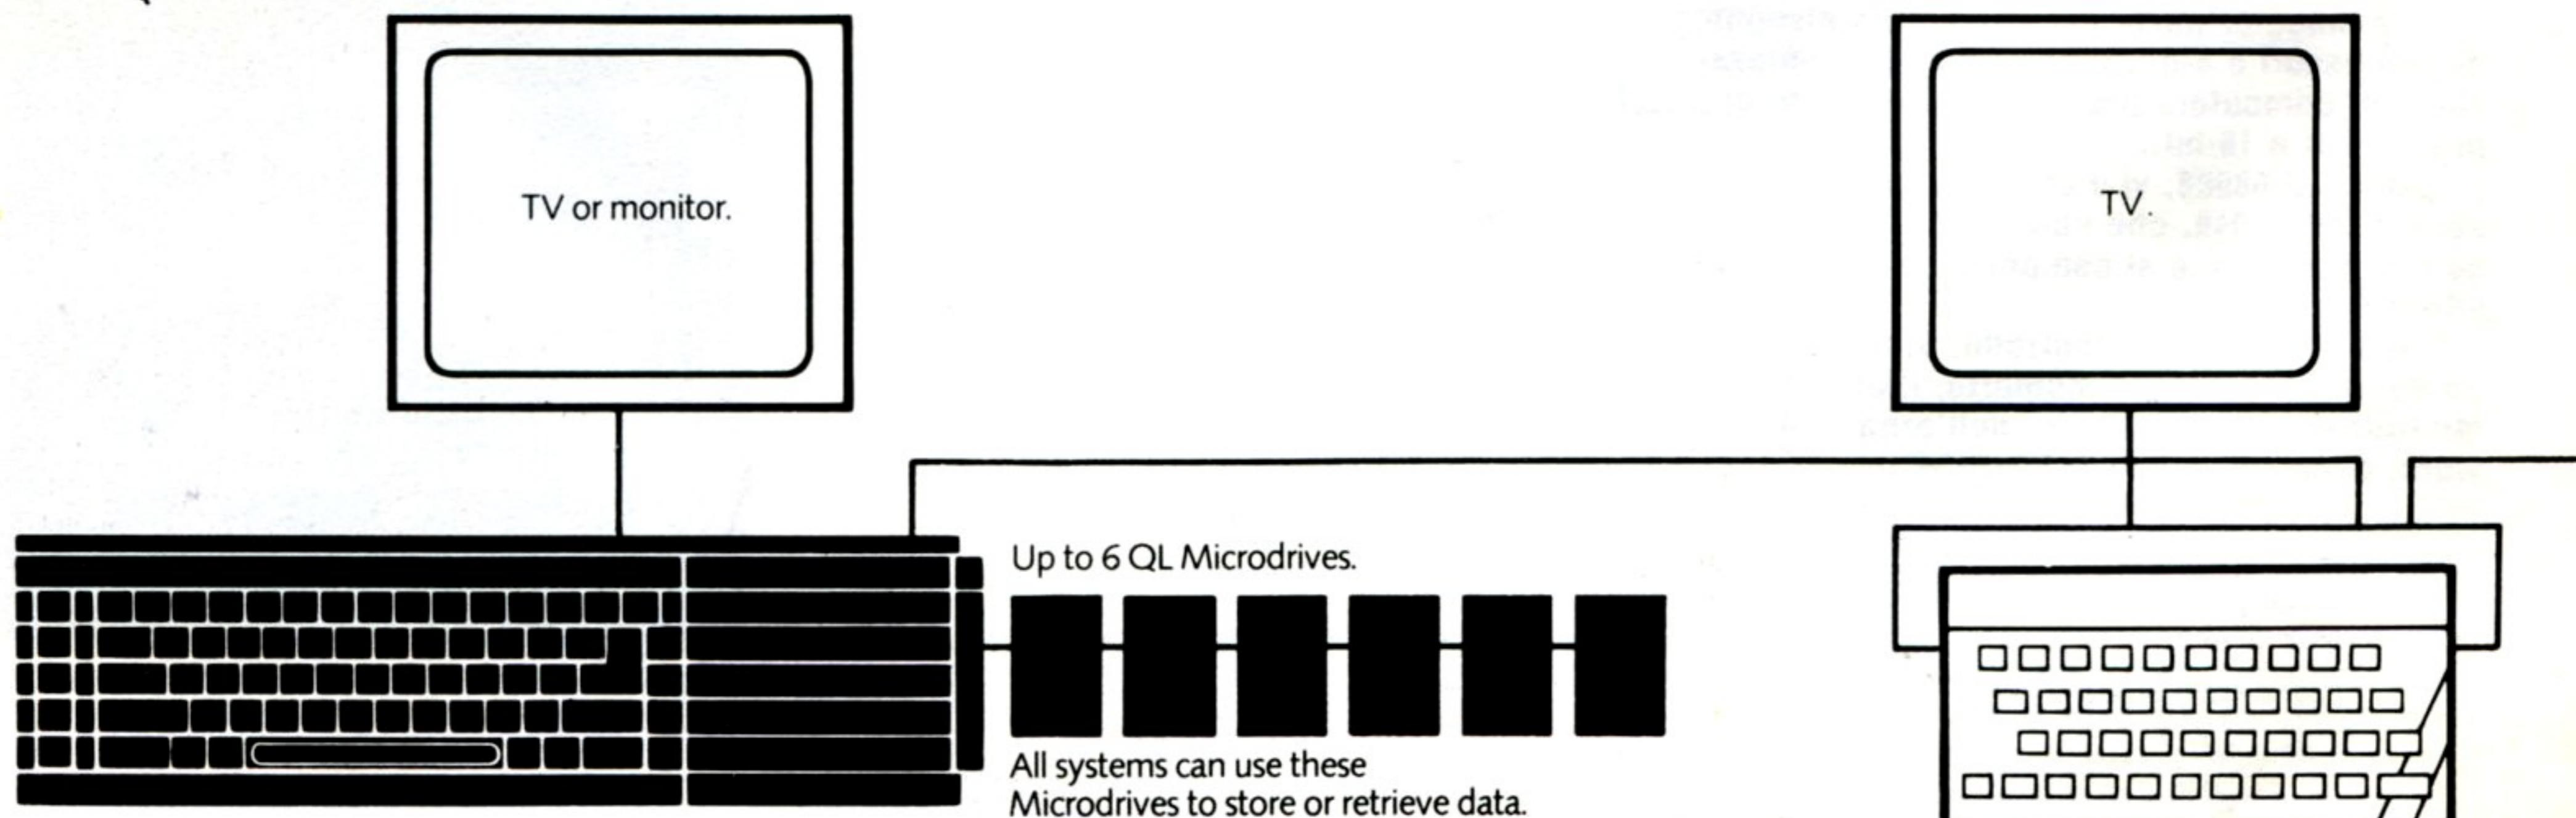 TV or monitor.
TV.
Up to 6 QL Microdrives.
All systems can use these
Microdrives to store or retrieve data.